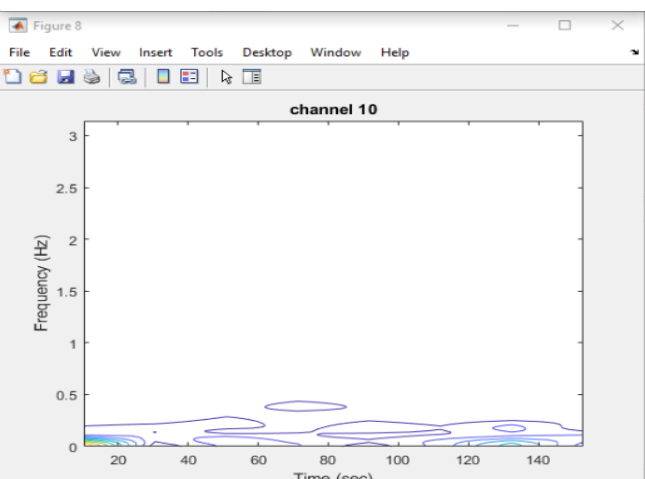 Figure 8
File Edit View Insert Tools Desktop Window Help
channel 10
3
2.5
2
1.5
1
0.5
0
Frequency (Hz)
20 40 60 80 100 120 140
Time (sec)